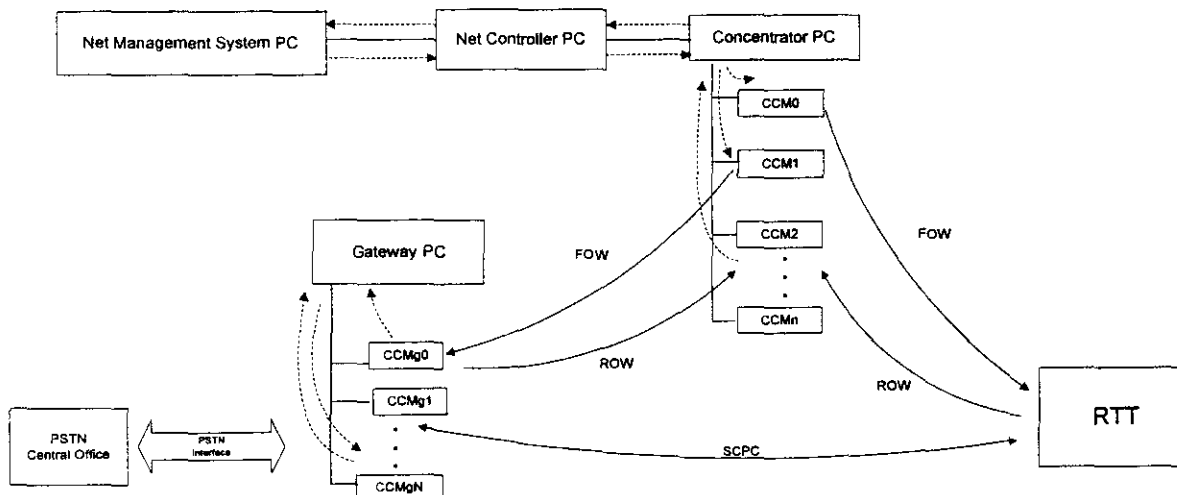 Net Management System PC
Net Controller PC
Concentrator PC
CCM0
CCM1
CCM2
CCMn
FOW
FOW
Gateway PC
CCMg0
ROW
ROW
CCMg1
CCMgN
SCPC
RTT
PSTN
Central Office
PSTN
Interface